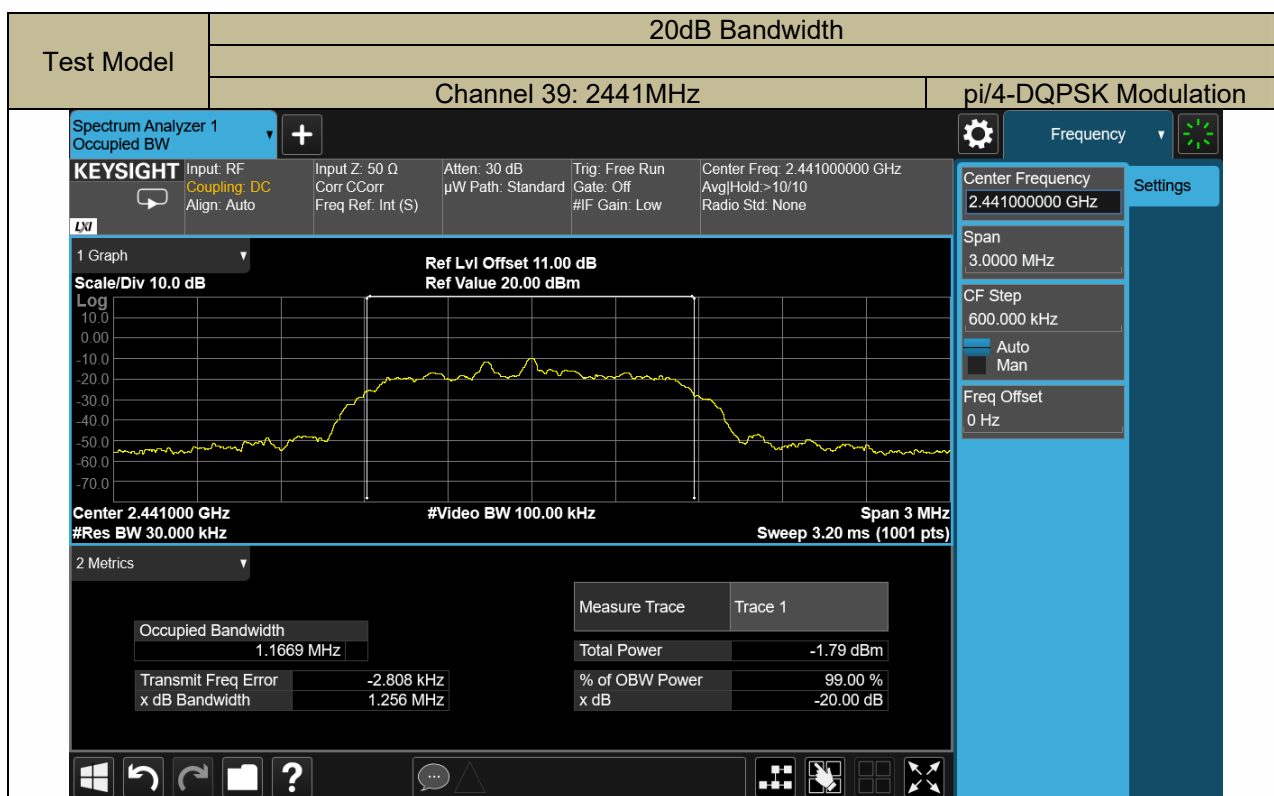 20dB Bandwidth
Test Model
Channel 39: 2441MHz
pi/4-DQPSK Modulation
Spectrum Analyzer 1
Occupied BW
Frequency
KEYSIGHT
LXI
Input: RF
Coupling: DC
Align: Auto
Input Z: 50 Ω
Corr CCorr
Freq Ref: Int (S)
Atten: 30 dB
µW Path: Standard
Trig: Free Run
Gate: Off
#IF Gain: Low
Center Freq: 2.441000000 GHz
Avg|Hold:>10/10
Radio Std: None
Center Frequency
2.441000000 GHz
Settings
Span
3.0000 MHz
CF Step
600.000 kHz
Auto
Man
Freq Offset
0 Hz
1 Graph
Scale/Div 10.0 dB
Ref Lvl Offset 11.00 dB
Ref Value 20.00 dBm
Log
10.0
0.00
-10.0
-20.0
-30.0
-40.0
-50.0
-60.0
-70.0
Center 2.441000 GHz
#Res BW 30.000 kHz
#Video BW 100.00 kHz
Span 3 MHz
Sweep 3.20 ms (1001 pts)
2 Metrics
Measure Trace Trace 1
Occupied Bandwidth
1.1669 MHz
Total Power -1.79 dBm
Transmit Freq Error -2.808 kHz
% of OBW Power 99.00 %
x dB Bandwidth 1.256 MHz
x dB -20.00 dB
?